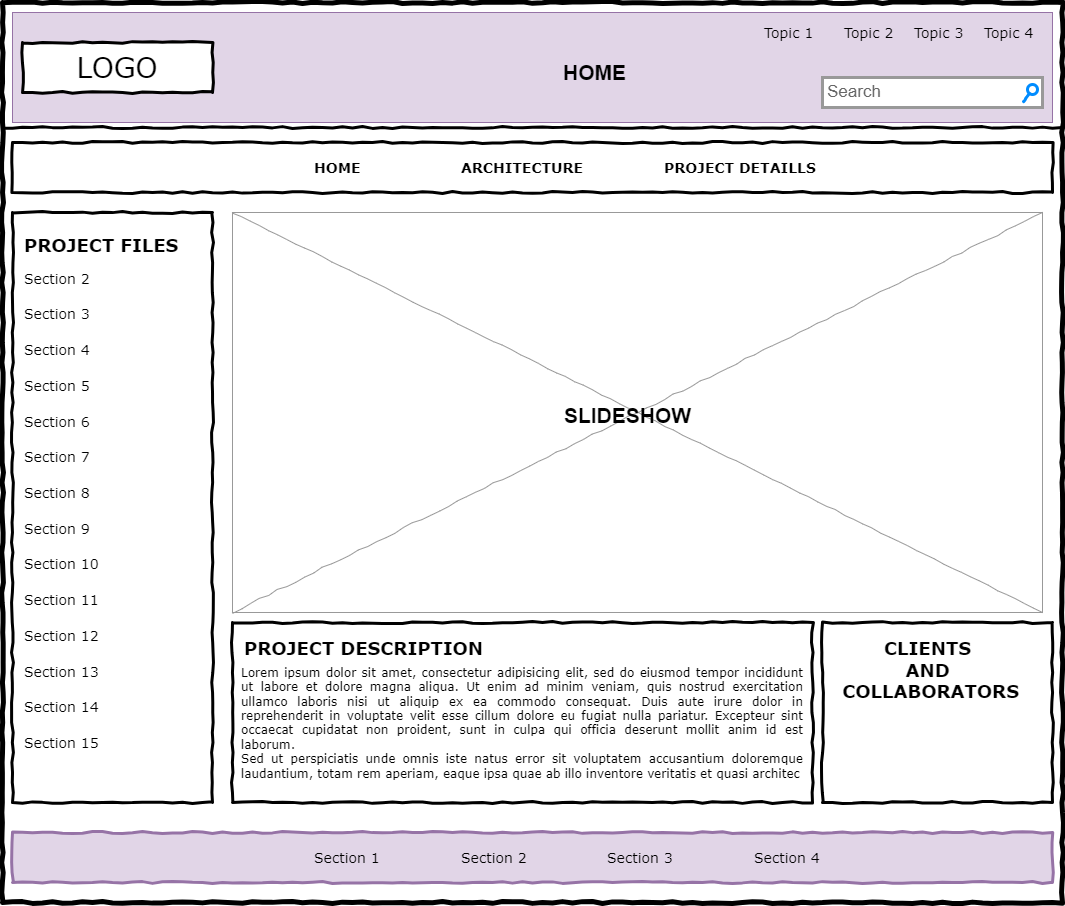 Topic 1 Topic 2 Topic 3 Topic 4
LOGO
HOME
Search
HOME ARCHITECTURE PROJECT DETAILLS
PROJECT FILES
Section 2
Section 3
Section 4
Section 5
Section 6
Section 7
Section 8
Section 9
Section 10
Section 11
Section 12
Section 13
Section 14
Section 15
SLIDESHOW
PROJECT DESCRIPTION
Lorem ipsum dolor sit amet, consectetur adipisicing elit, sed do eiusmod tempor incididunt
ut labore et dolore magna aliqua. Ut enim ad minim veniam, quis nostrud exercitation
ullamco laboris nisi ut aliquip ex ea commodo consequat. Duis aute irure dolor in
reprehenderit in voluptate velit esse cillum dolore eu fugiat nulla pariatur. Excepteur sint
occaecat cupidatat non proident, sunt in culpa qui officia deserunt mollit anim id est
laborum.
Sed ut perspiciatis unde omnis iste natus error sit voluptatem accusantium doloremque
laudantium, totam rem aperiam, eaque ipsa quae ab illo inventore veritatis et quasi architec
CLIENTS
AND
COLLABORATORS
Section 1 Section 2 Section 3 Section 4